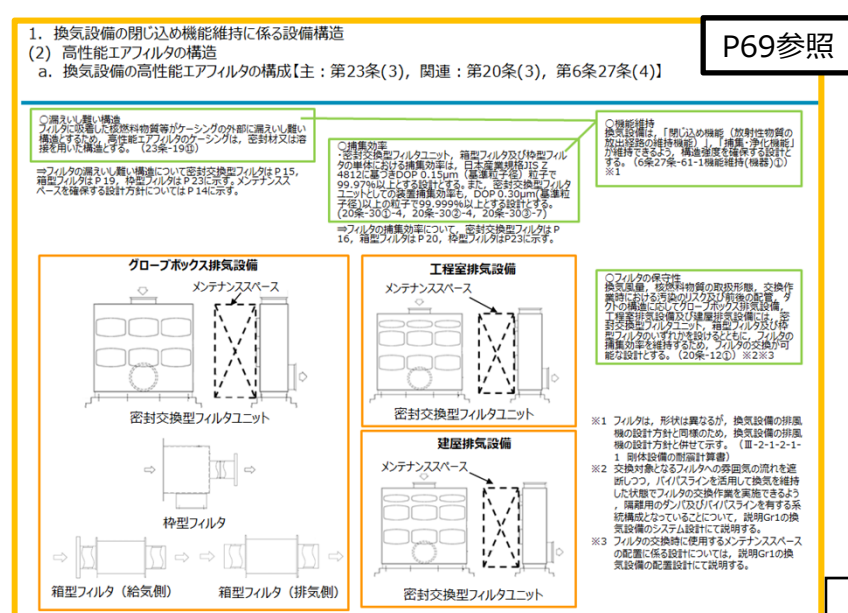 1. 換気設備の閉じ込め機能維持に係る設備構造
(2) 高性能エアフィルタの構造
a. 換気設備の高性能エアフィルタの構成【主:第23条(3),関連:第20条(3),第6条27条(4)】
P69参照
○漏えいし難い構造
フィルタに吸着した核燃料物質等がケーシングの外部に漏えいし難い
構造とするため,高性能エアフィルタのケーシングは,密封材又は溶
接を用いた構造とする。(23条-19⑪)
⇒フィルタの漏えいし難い構造について密封交換型フィルタはP15,
箱型フィルタはP19,枠型フィルタはP23に示す。メンテナンスス
ペースを確保する設計方針についてはP14に示す。
○捕集効率
・密封交換型フィルタユニット,箱型フィルタ及び枠型フィル
タの単体における捕集効率は,日本産業規格JIS Z
4812に基づきDOP 0.15μm(基準粒子径)粒子で
99.97%以上とする設計とする。また,密封交換型フィルタ
ユニットとしての装置捕集効率も,DOP 0.30μm(基準粒
子径)以上の粒子で99.999%以上とする設計とする。
(20条-30①-4,20条-30②-4,20条-30③-7)
⇒フィルタの捕集効率について,密封交換型フィルタはP
16,箱型フィルタはP20,枠型フィルタはP23に示す。
○機能維持
換気設備は,「閉じ込め機能(放射性物質の
放出経路の維持機能)」,「捕集・浄化機能」
が維持できるよう,構造強度を確保する設計と
する。(6条27条-61-1機能維持(機器)①)
※1
グローブボックス排気設備
メンテナンススペース
密封交換型フィルタユニット
枠型フィルタ
箱型フィルタ(給気側)
箱型フィルタ(排気側)
工程室排気設備
メンテナンススペース
密封交換型フィルタユニット
建屋排気設備
メンテナンススペース
密封交換型フィルタユニット
○フィルタの保守性
換気風量,核燃料物質の取扱形態,交換作
業時における汚染のリスク及び前後の配管,ダ
クトの構造に応じてグローブボックス排気設備,
工程室排気設備及び建屋排気設備には,密
封交換型フィルタユニット,箱型フィルタ及び枠
型フィルタのいずれかを設けるとともに,フィルタの
捕集効率を維持するため,フィルタの交換が可
能な設計とする。(20条-12①)※2※3
※1 フィルタは,形状は異なるが,換気設備の排風
機の設計方針と同様のため,換気設備の排風
機の設計方針と併せて示す。(Ⅲ-2-1-2-1-
1 剛体設備の耐震計算書)
※2 交換対象となるフィルタへの雰囲気の流れを遮
断しつつ,バイパスラインを活用して換気を維持
した状態でフィルタの交換作業を実施できるよう
,隔離用のダンパ及びバイパスラインを有する系
統構成となっていることについて,説明Gr1の換
気設備のシステム設計にて説明する。
※3 フィルタの交換時に使用するメンテナンススペース
の配置に係る設計については,説明Gr1の換
気設備の配置設計にて説明する。